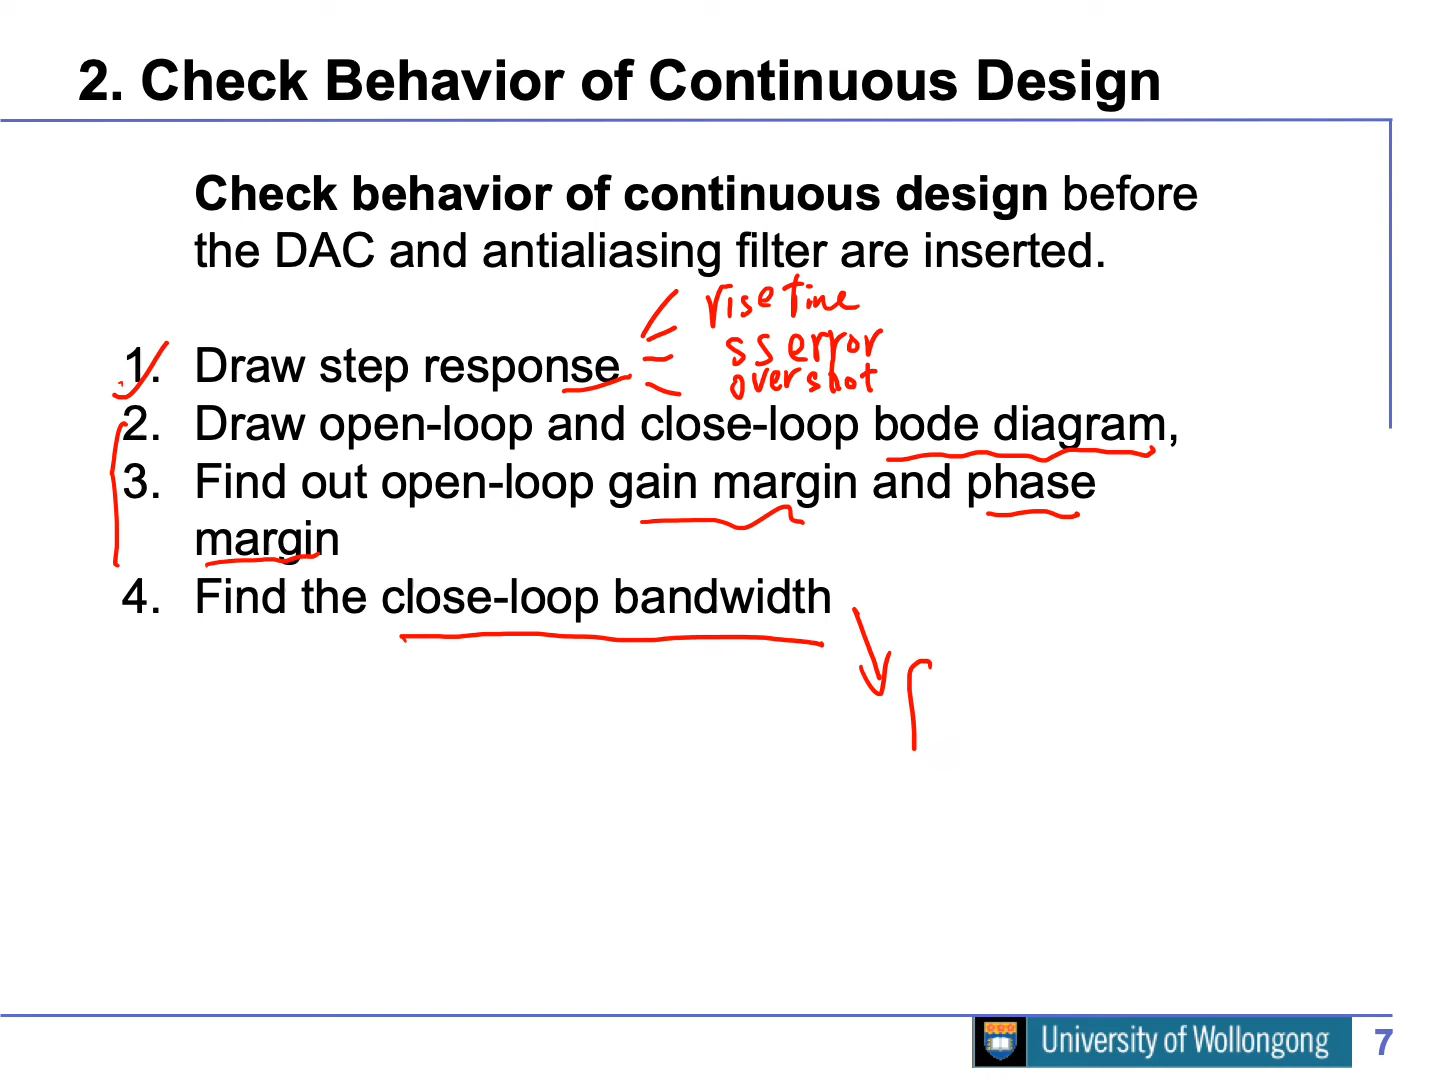 2. Check Behavior of Continuous Design
Check behavior of continuous design before
the DAC and antialiasing filter are inserted.
rise time
ss error
overshot
1. Draw step response
2. Draw open-loop and close-loop bode diagram,
3. Find out open-loop gain margin and phase
margin
4. Find the close-loop bandwidth
University of Wollongong
7